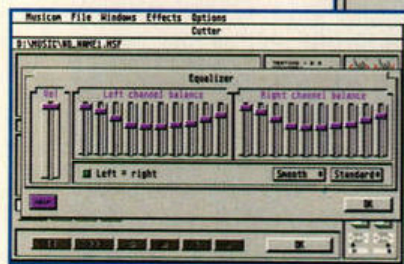 Musicom File Windows Effects Options
Cutter
D:\MUSIC\NO_NAME1.MSF
Equalizer
Vol
Left channel balance
Right channel balance
Left = right
Smooth
Standard
OK
OK